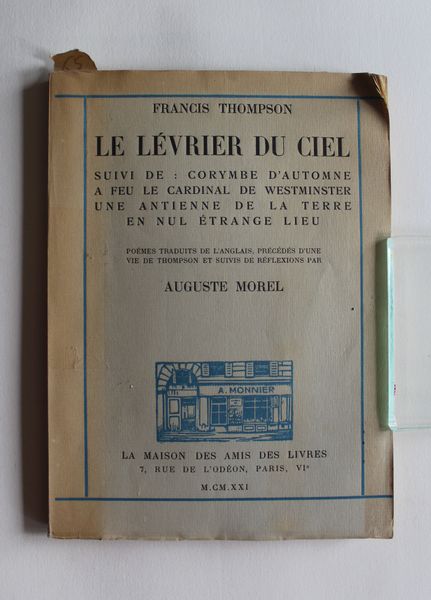 65
FRANCIS THOMPSON
LE LÉVRIER DU CIEL
SUIVI DE : CORYMBE D'AUTOMNE
A FEU LE CARDINAL DE WESTMINSTER
UNE ANTIENNE DE LA TERRE
EN NUL ÉTRANGE LIEU
POÈMES TRADUITS DE L'ANGLAIS, PRÉCÉDÉS D'UNE
VIE DE THOMPSON ET SUIVIS DE RÉFLEXIONS PAR
AUGUSTE MOREL
A. MONNIER
LA MAISON DES AMIS DES LIVRES
7, RUE DE L'ODÉON, PARIS, VIᵉ
M.CM.XXI